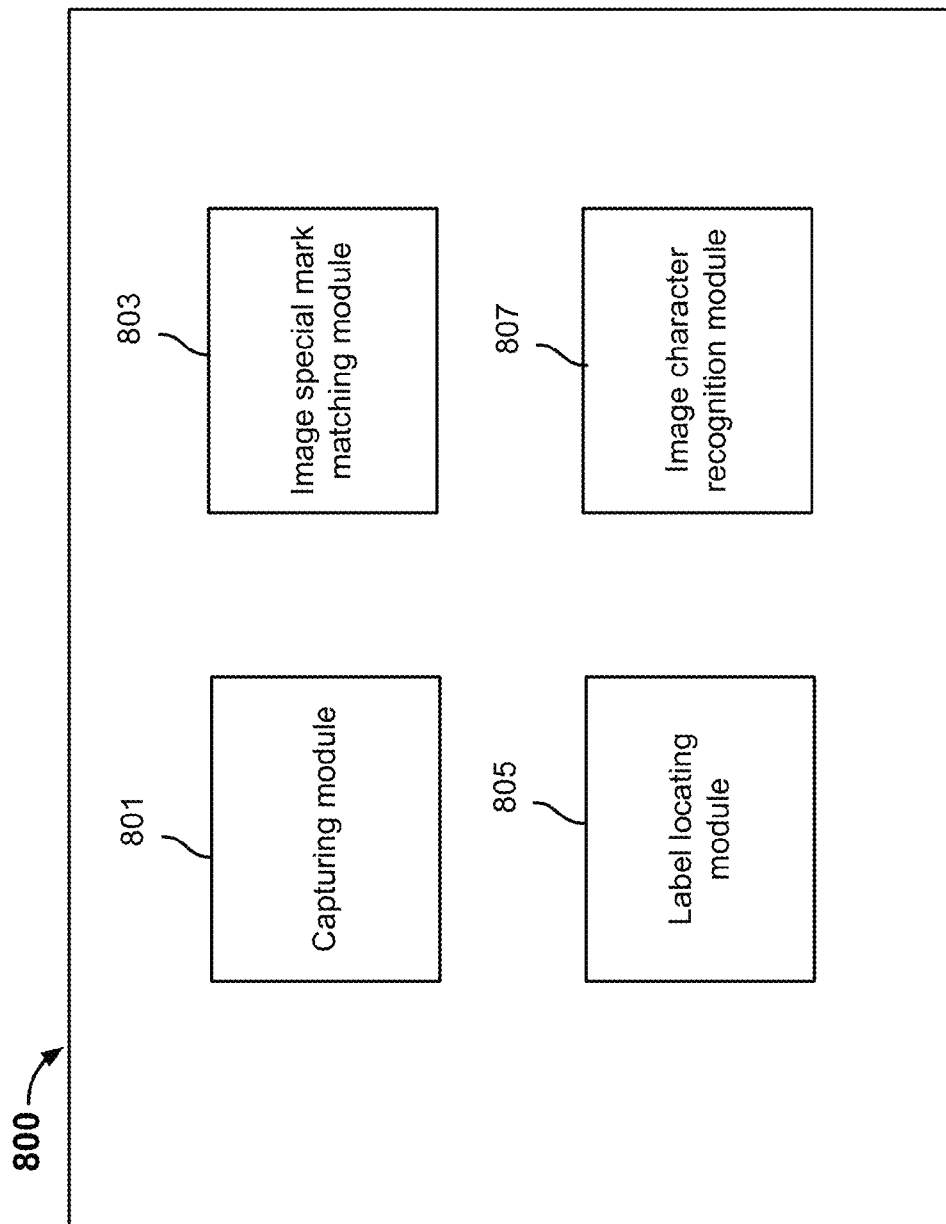 800
801
Capturing module
803
Image special mark
matching module
805
Label locating
module
807
Image character
recognition module